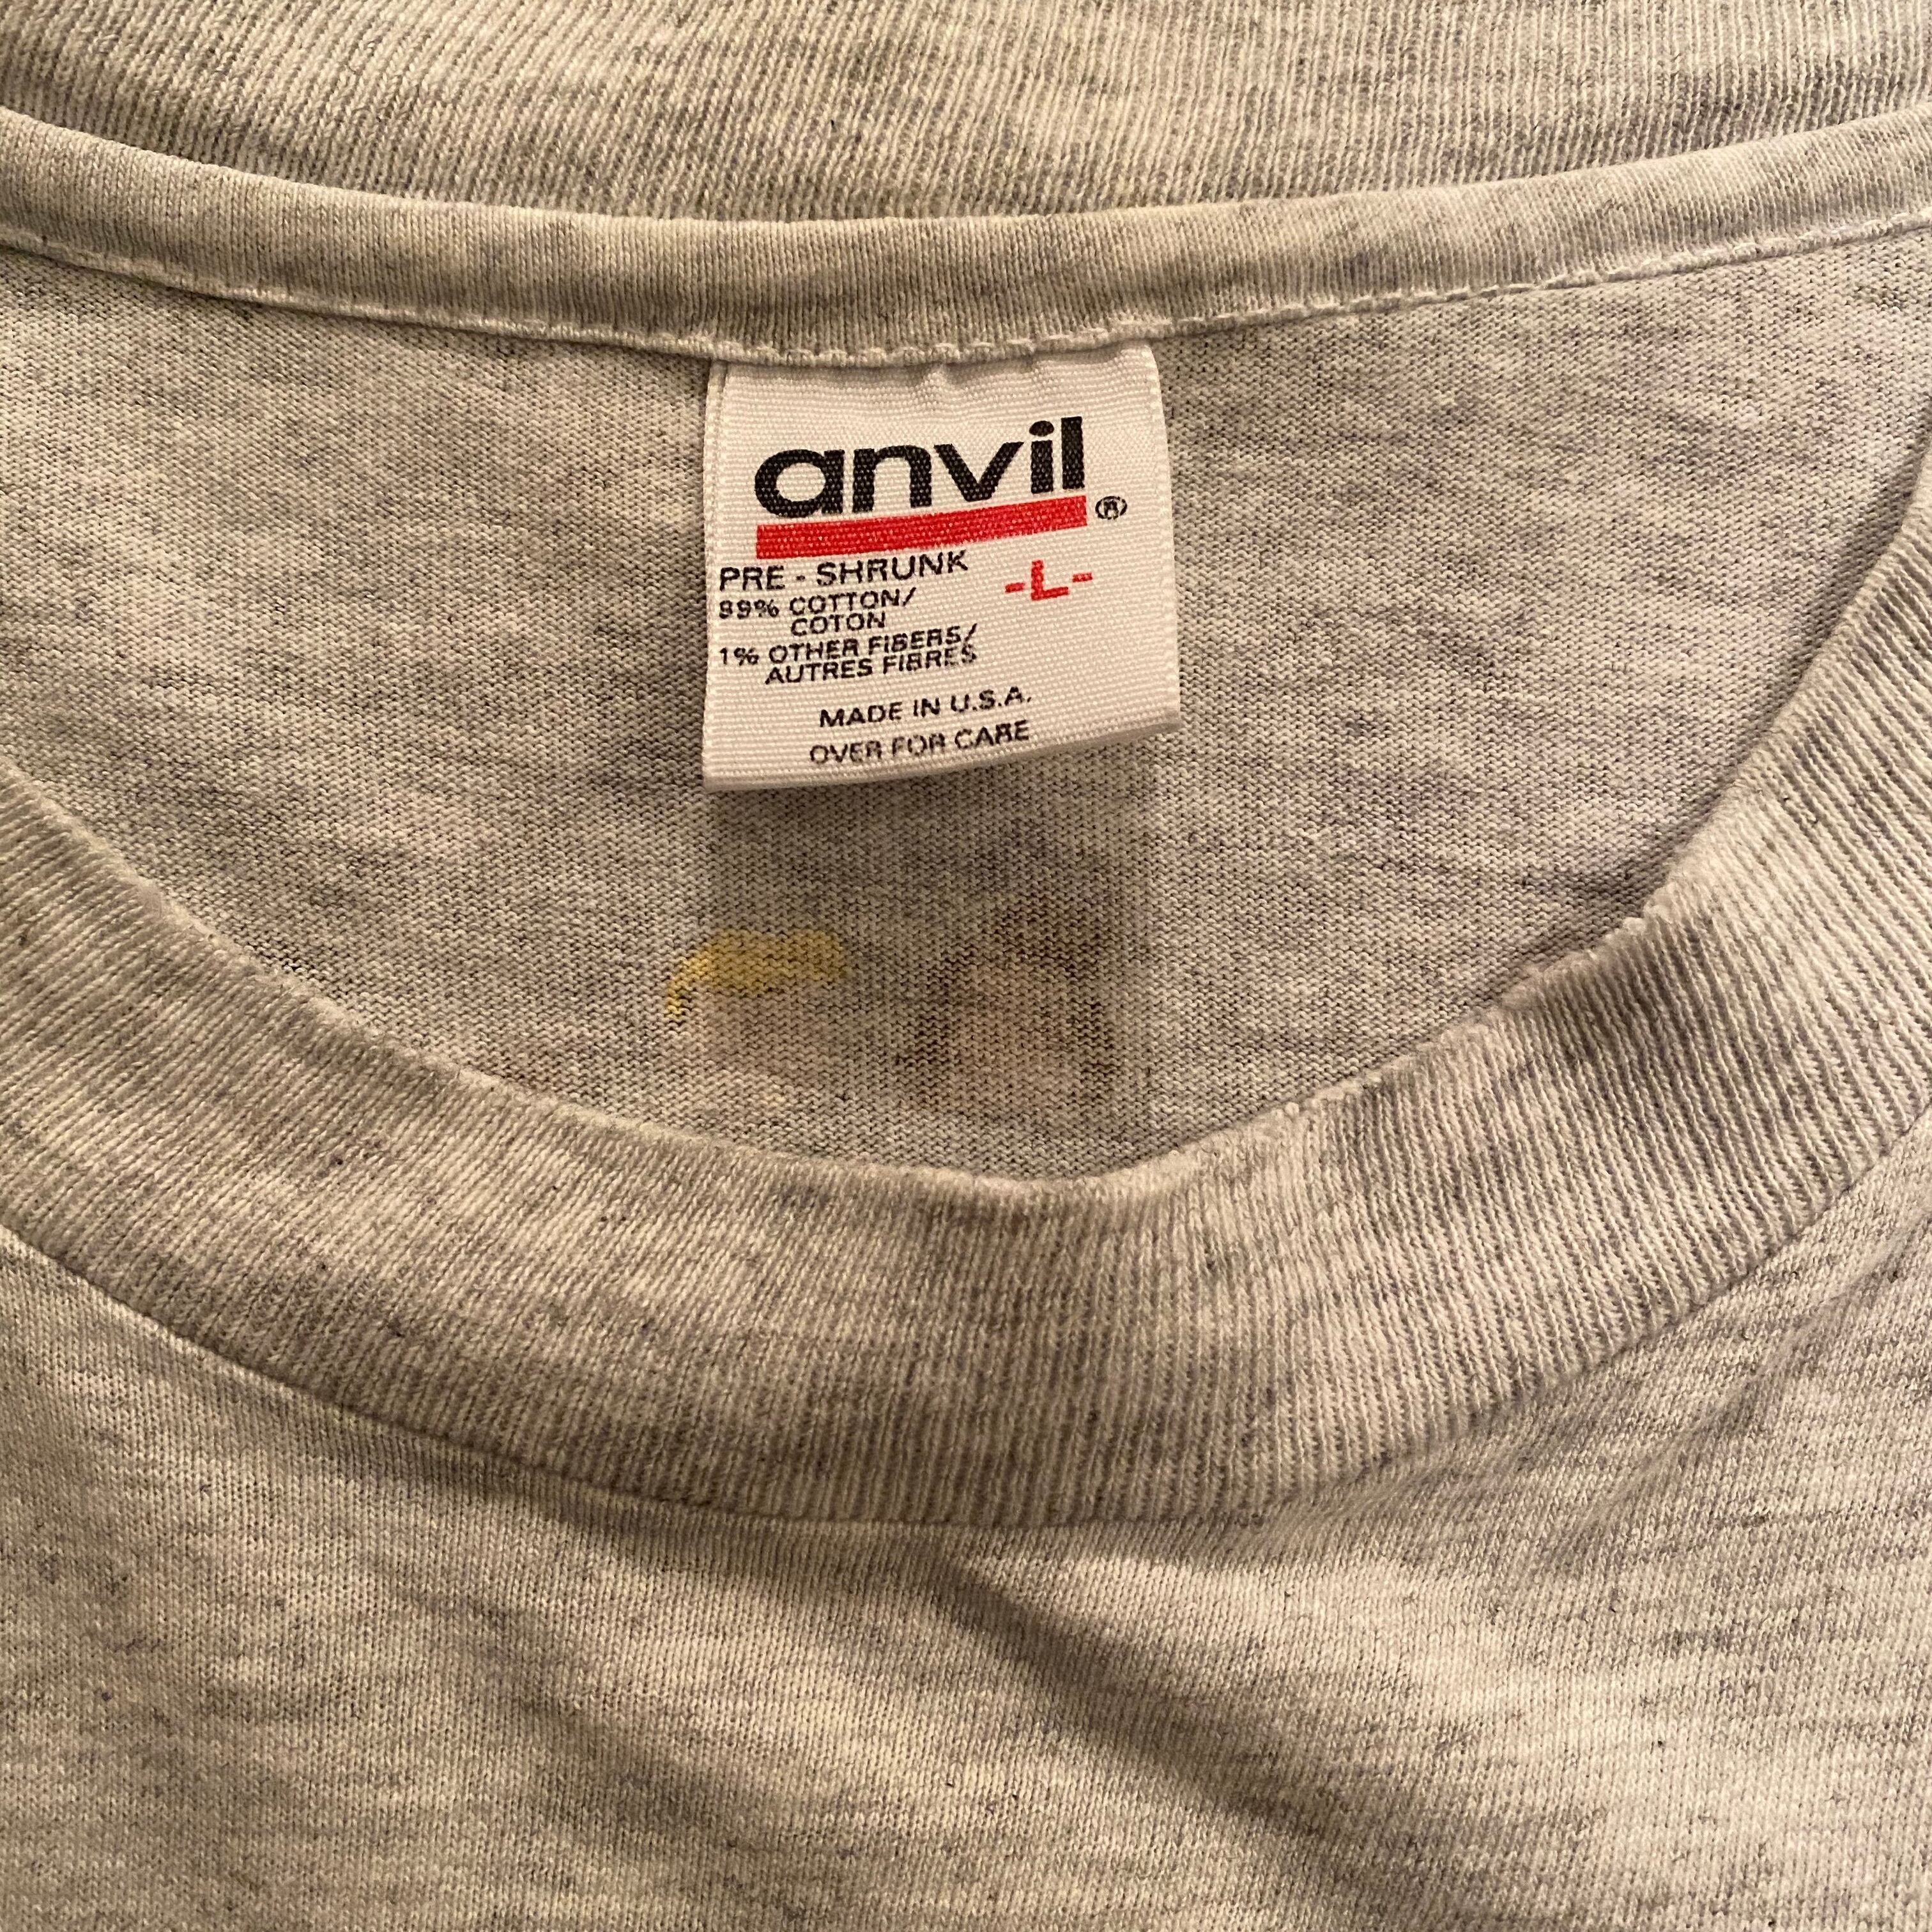 anvil®
PRE - SHRUNK -L-
99% COTTON/
COTON
1% OTHER FIBERS/
AUTRES FIBRES
MADE IN U.S.A.
OVER FOR CARE